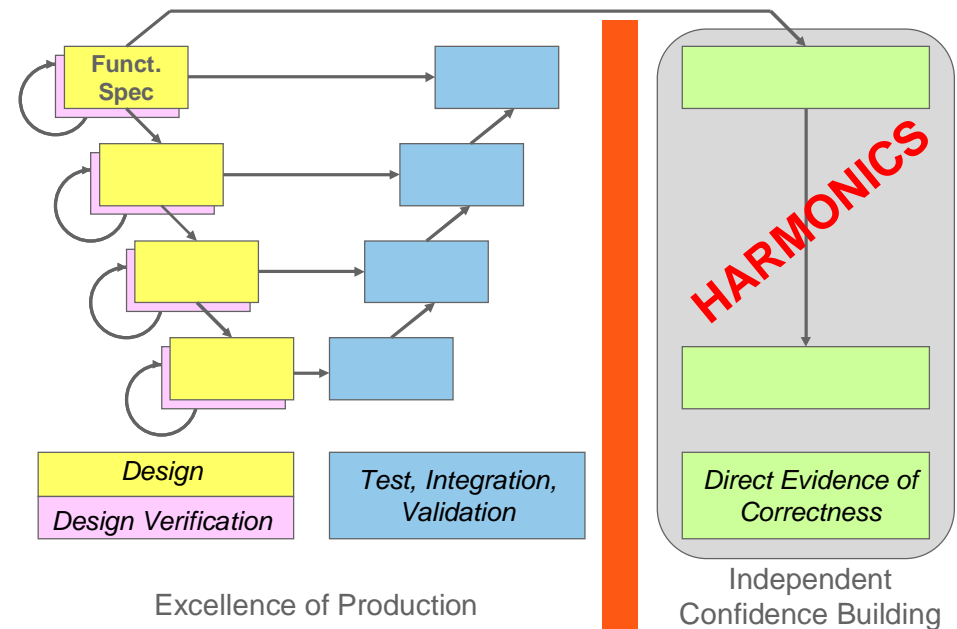 Funct.
Spec
HARMONICS
Design
Design Verification
Test, Integration,
Validation
Direct Evidence of
Correctness
Excellence of Production
Independent
Confidence Building